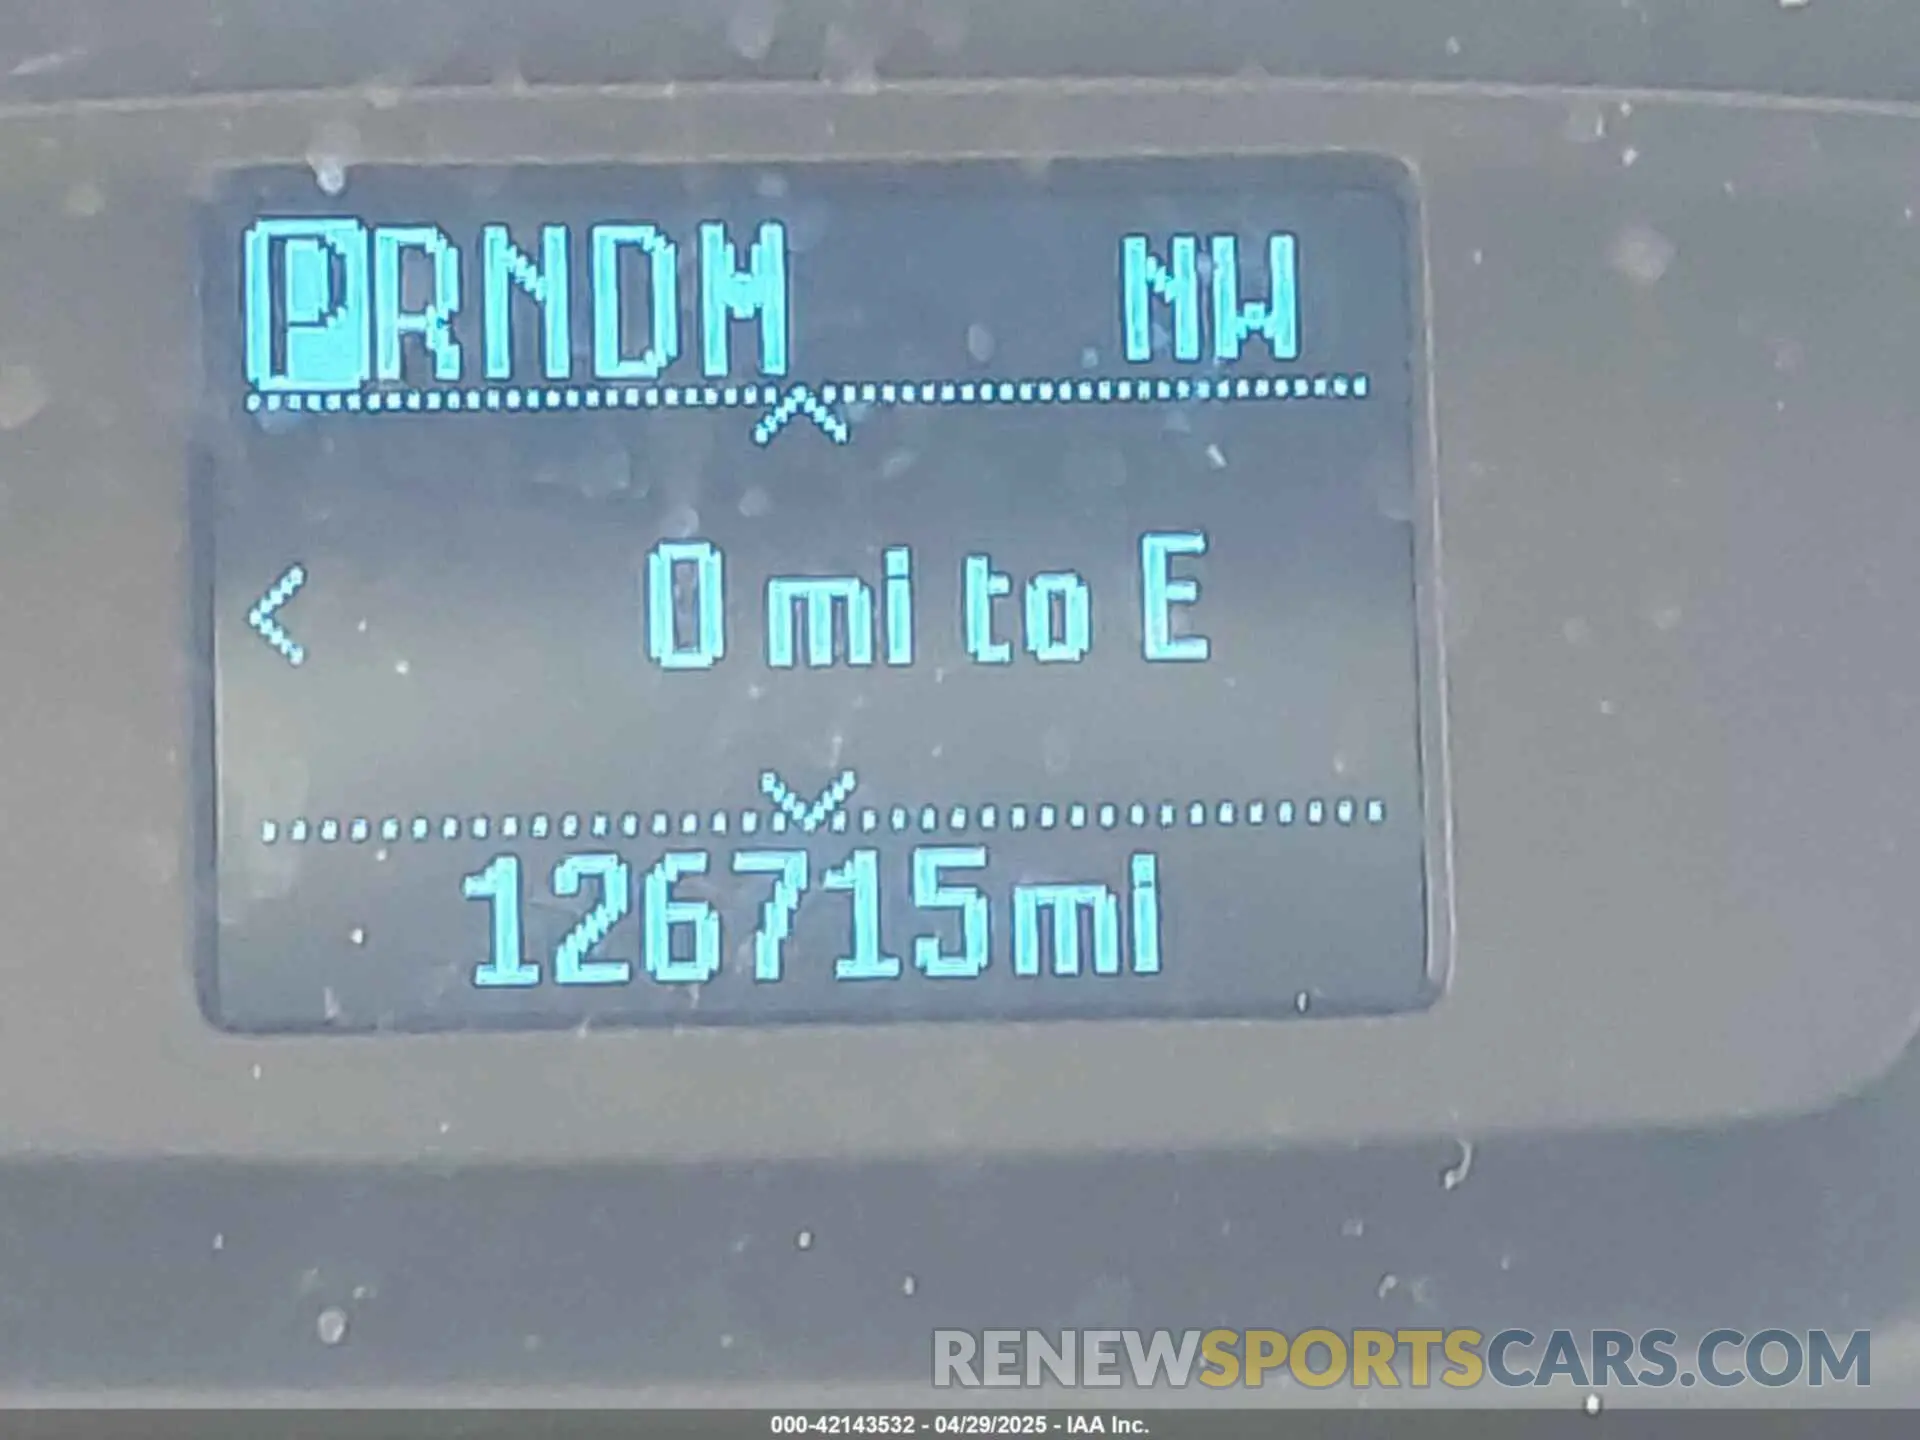 PRNDM NW
< 0 mi to E
126715mi
RENEWSPORTSCARS.COM
000-42143532 - 04/29/2025 - IAA Inc.